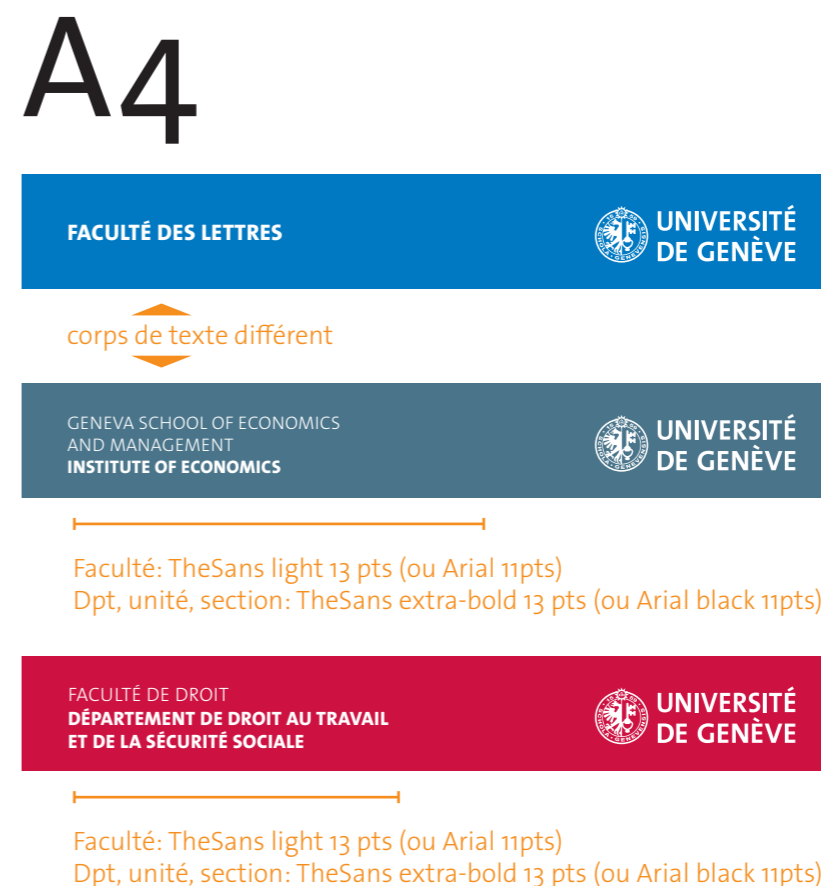 A4
FACULTÉ DES LETTRES
UNIVERSITÉ
DE GENÈVE
corps de texte différent
GENEVA SCHOOL OF ECONOMICS
AND MANAGEMENT
INSTITUTE OF ECONOMICS
UNIVERSITÉ
DE GENÈVE
Faculté: TheSans light 13 pts (ou Arial 11pts)
Dpt, unité, section: TheSans extra-bold 13 pts (ou Arial black 11pts)
FACULTÉ DE DROIT
DÉPARTEMENT DE DROIT AU TRAVAIL
ET DE LA SÉCURITÉ SOCIALE
UNIVERSITÉ
DE GENÈVE
Faculté: TheSans light 13 pts (ou Arial 11pts)
Dpt, unité, section: TheSans extra-bold 13 pts (ou Arial black 11pts)